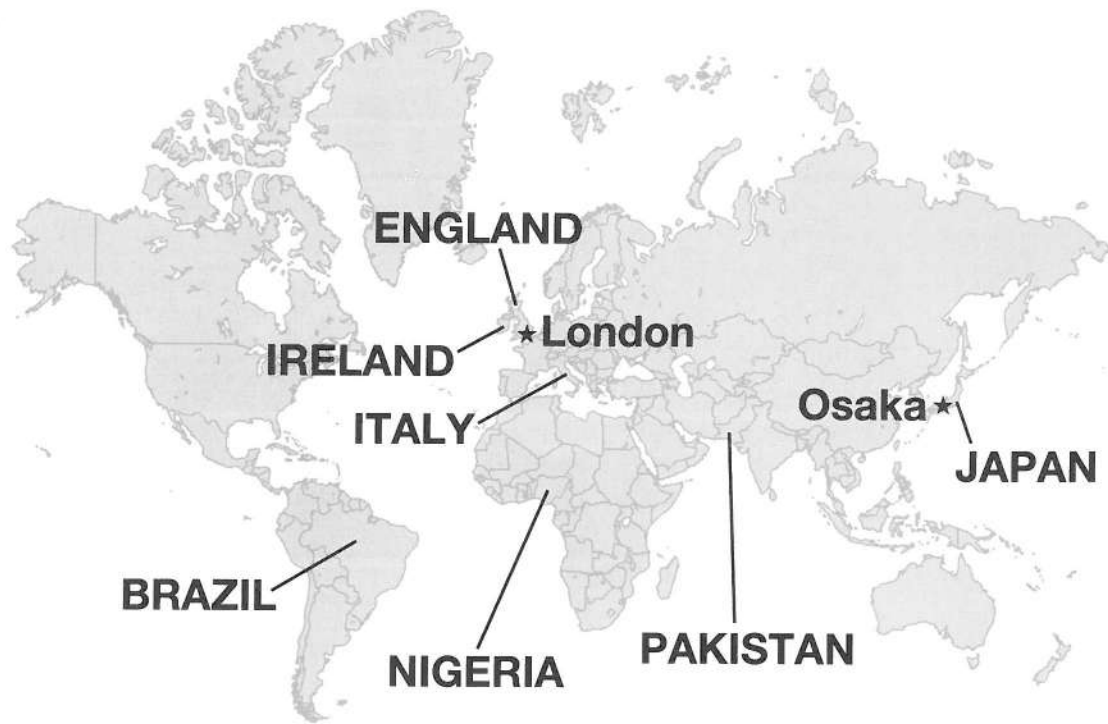 ENGLAND
London
IRELAND
Osaka
ITALY
JAPAN
BRAZIL
PAKISTAN
NIGERIA